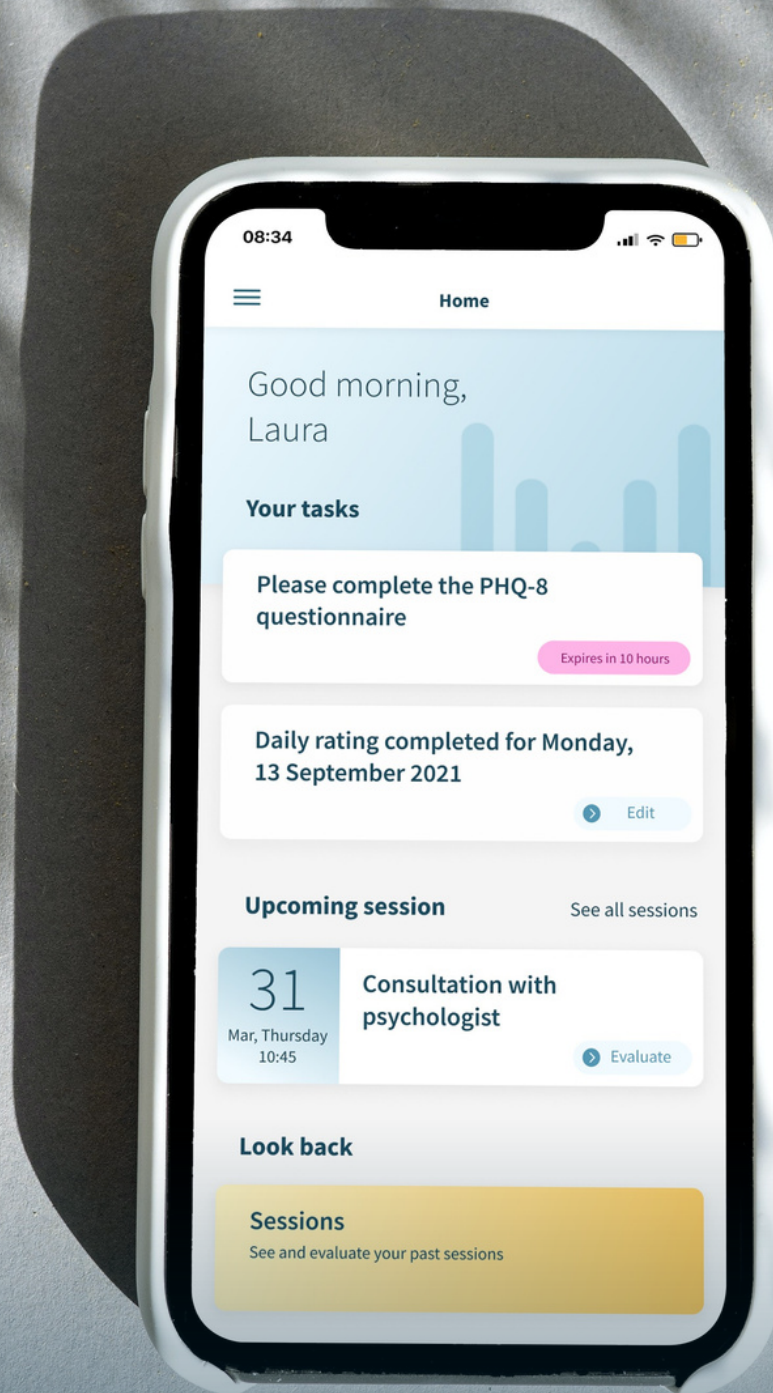 08:34
Home
Good morning,
Laura
Your tasks
Please complete the PHQ-8
questionnaire
Expires in 10 hours
Daily rating completed for Monday,
13 September 2021
Edit
Upcoming session
See all sessions
31
Mar, Thursday
10:45
Consultation with
psychologist
Evaluate
Look back
Sessions
See and evaluate your past sessions